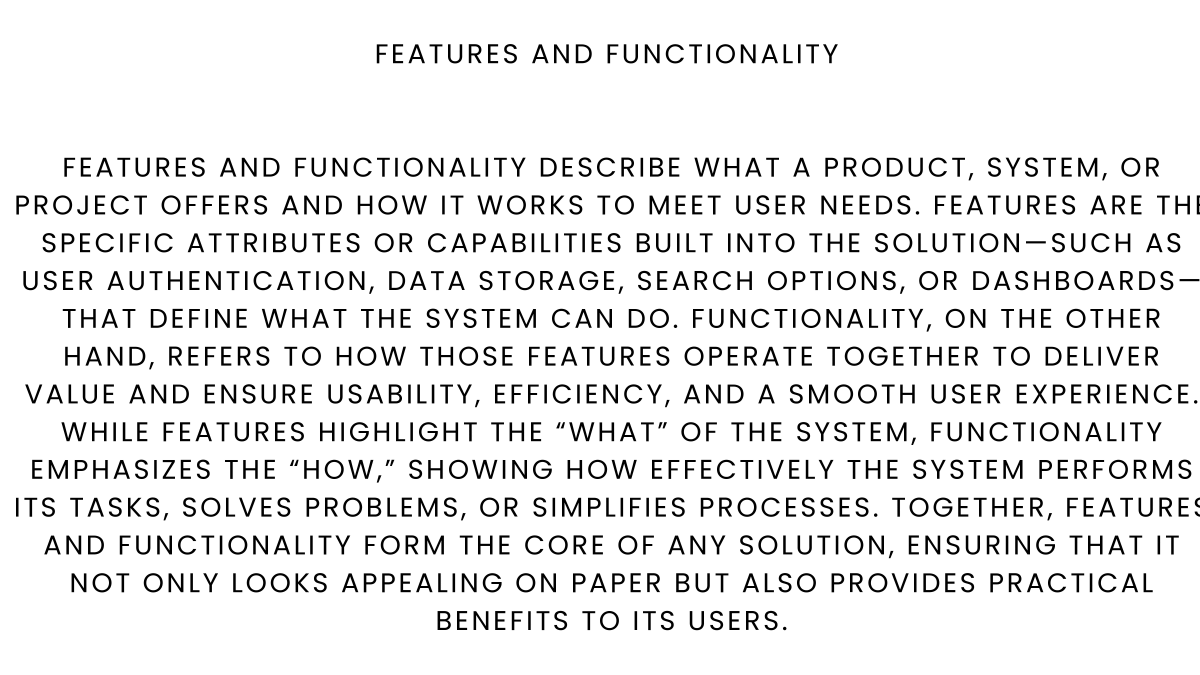 FEATURES AND FUNCTIONALITY
FEATURES AND FUNCTIONALITY DESCRIBE WHAT A PRODUCT, SYSTEM, OR
PROJECT OFFERS AND HOW IT WORKS TO MEET USER NEEDS. FEATURES ARE THE
SPECIFIC ATTRIBUTES OR CAPABILITIES BUILT INTO THE SOLUTION—SUCH AS
USER AUTHENTICATION, DATA STORAGE, SEARCH OPTIONS, OR DASHBOARDS—
THAT DEFINE WHAT THE SYSTEM CAN DO. FUNCTIONALITY, ON THE OTHER
HAND, REFERS TO HOW THOSE FEATURES OPERATE TOGETHER TO DELIVER
VALUE AND ENSURE USABILITY, EFFICIENCY, AND A SMOOTH USER EXPERIENCE.
WHILE FEATURES HIGHLIGHT THE “WHAT” OF THE SYSTEM, FUNCTIONALITY
EMPHASIZES THE “HOW,” SHOWING HOW EFFECTIVELY THE SYSTEM PERFORMS
ITS TASKS, SOLVES PROBLEMS, OR SIMPLIFIES PROCESSES. TOGETHER, FEATURES
AND FUNCTIONALITY FORM THE CORE OF ANY SOLUTION, ENSURING THAT IT
NOT ONLY LOOKS APPEALING ON PAPER BUT ALSO PROVIDES PRACTICAL
BENEFITS TO ITS USERS.